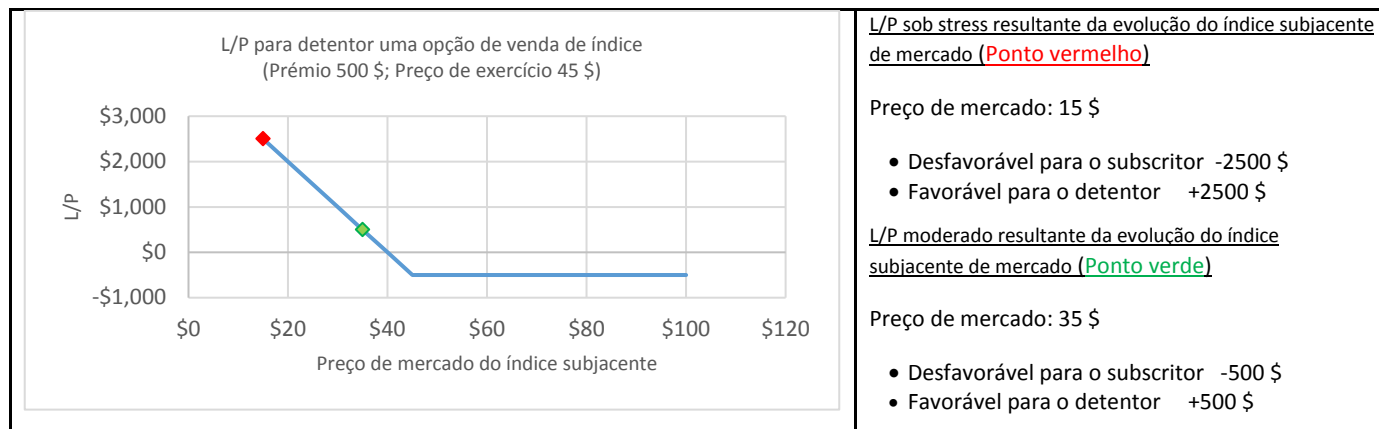 L/P para detentor uma opção de venda de índice
(Prémio 500 $; Preço de exercício 45 $)
$3,000
$2,000
$1,000
$0
-$1,000
L/P
$0 $20 $40 $60 $80 $100 $120
Preço de mercado do índice subjacente
L/P sob stress resultante da evolução do índice subjacente
de mercado (Ponto vermelho)
Preço de mercado: 15 $
• Desfavorável para o subscritor -2500 $
• Favorável para o detentor +2500 $
L/P moderado resultante da evolução do índice
subjacente de mercado (Ponto verde)
Preço de mercado: 35 $
• Desfavorável para o subscritor -500 $
• Favorável para o detentor +500 $